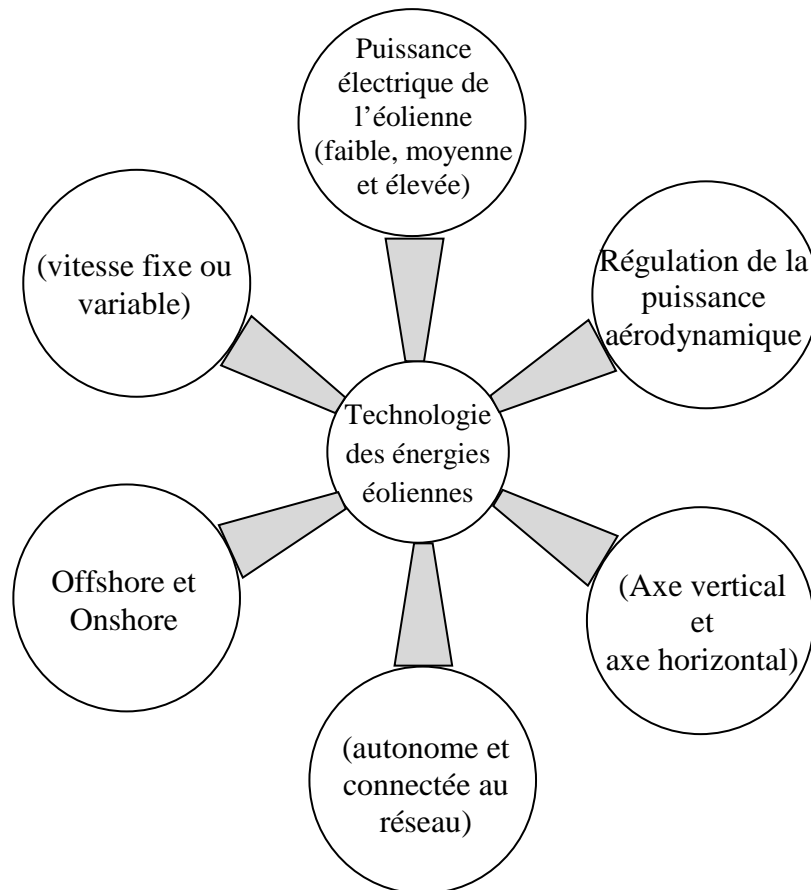 Puissance
électrique de
l’éolienne
(faible, moyenne
et élevée)
(vitesse fixe ou
variable)
Régulation de la
puissance
aérodynamique
Technologie
des énergies
éoliennes
Offshore et
Onshore
(Axe vertical
et
axe horizontal)
(autonome et
connectée au
réseau)